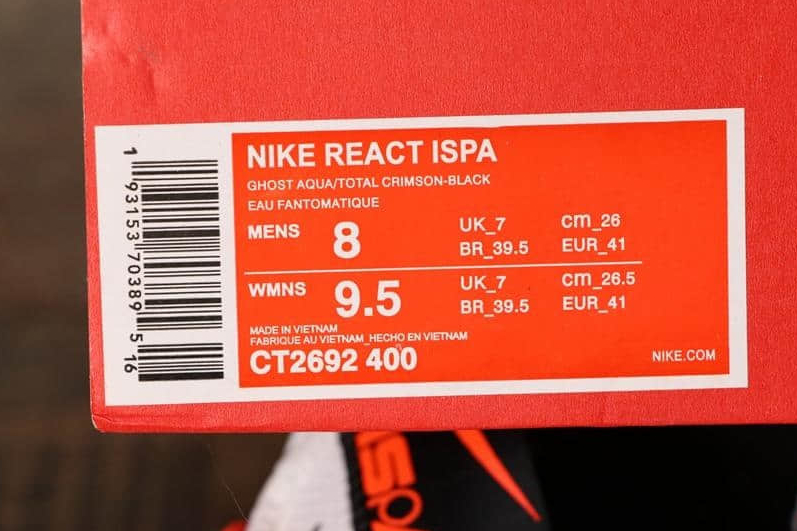 NIKE REACT ISPA
GHOST AQUA/TOTAL CRIMSON-BLACK
EAU FANTOMATIQUE
MENS 8 UK_7 cm_26
BR_39.5 EUR_41
WMNS 9.5 UK_7 cm_26.5
BR_39.5 EUR_41
MADE IN VIETNAM
FABRIQUE AU VIETNAM_HECHO EN VIETNAM
CT2692 400 NIKE.COM
1 93153 70389 5 16